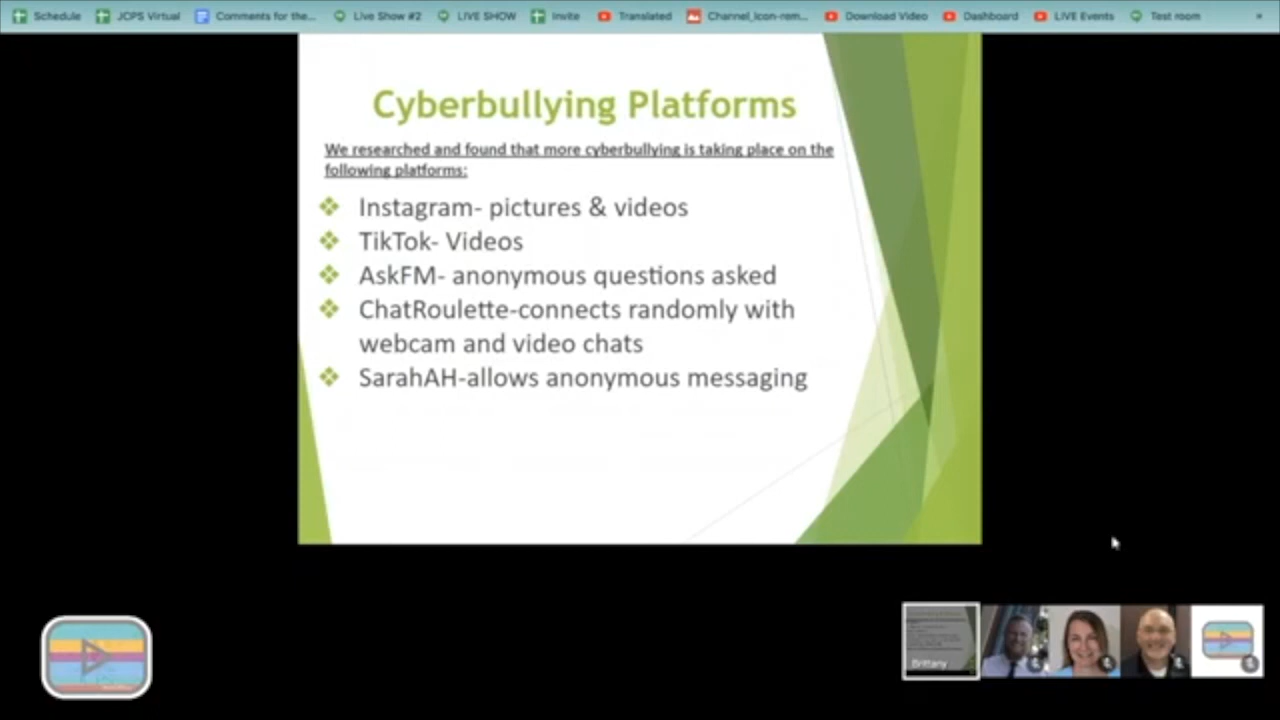 Schedule
JCPS Virtual
Comments for the...
Live Show #2
LIVE SHOW
Invite
Translated
Channel_Icon-rem...
Download Video
Dashboard
LIVE Events
Test room
»
Cyberbullying Platforms
We researched and found that more cyberbullying is taking place on the
following platforms:
Instagram- pictures & videos
TikTok- Videos
AskFM- anonymous questions asked
ChatRoulette-connects randomly with
webcam and video chats
SarahAH-allows anonymous messaging
Brittany